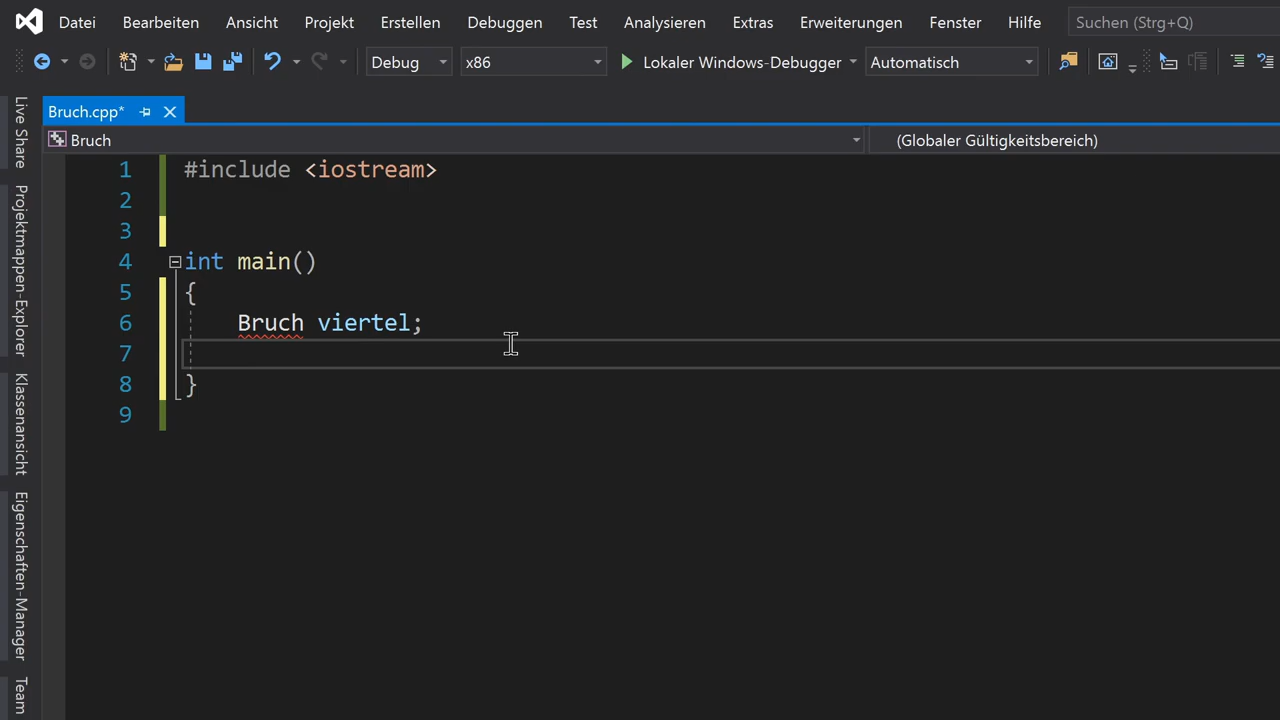 Datei Bearbeiten Ansicht Projekt Erstellen Debuggen Test Analysieren Extras Erweiterungen Fenster Hilfe Suchen (Strg+Q)
Debug x86 Lokaler Windows-Debugger Automatisch
Bruch.cpp*
Bruch (Globaler Gültigkeitsbereich)
1 #include <iostream>
2
3
4 int main()
5 {
6 Bruch viertel;
7
8 }
9
Live Share
Projektmappen-Explorer
Klassenansicht
Eigenschaften-Manager
Team